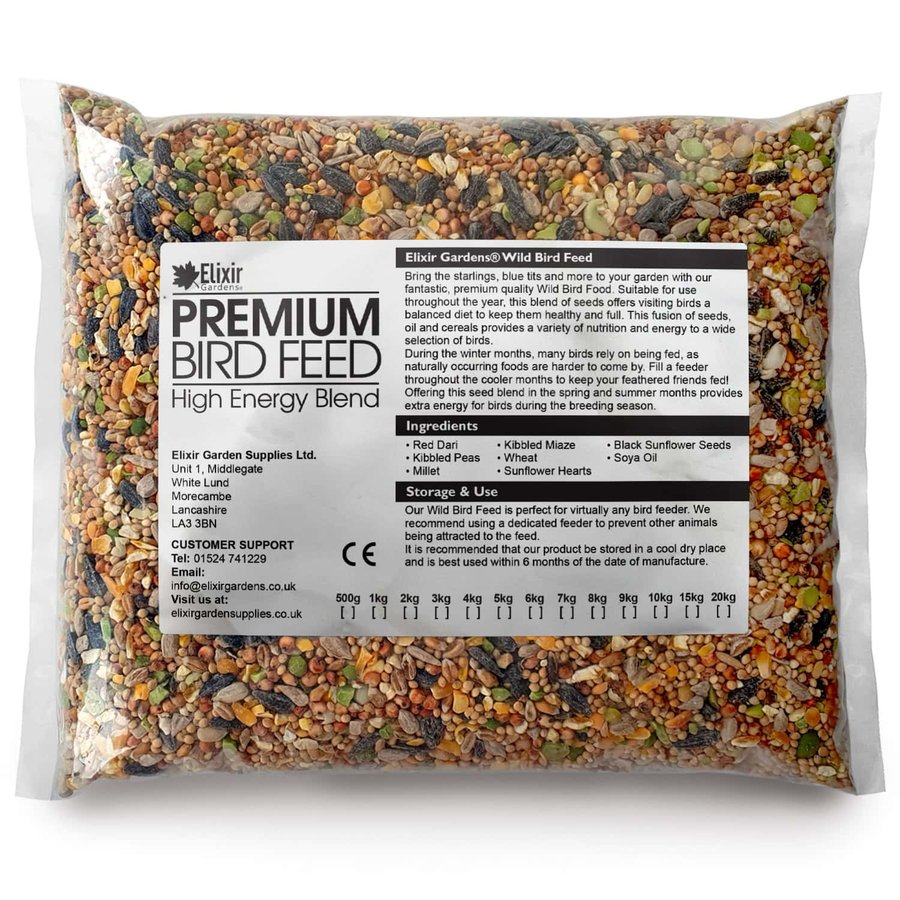 Elixir
Gardens®
PREMIUM
BIRD FEED
High Energy Blend
Elixir Garden Supplies Ltd.
Unit 1, Middlegate
White Lund
Morecambe
Lancashire
LA3 3BN
CUSTOMER SUPPORT
Tel: 01524 741229
Email:
info@elixirgardens.co.uk
Visit us at:
elixirgardensupplies.co.uk
CE
Elixir Gardens® Wild Bird Feed
Bring the starlings, blue tits and more to your garden with our
fantastic, premium quality Wild Bird Food. Suitable for use
throughout the year, this blend of seeds offers visiting birds a
balanced diet to keep them healthy and full. This fusion of seeds,
oil and cereals provides a variety of nutrition and energy to a wide
selection of birds.
During the winter months, many birds rely on being fed, as
naturally occurring foods are harder to come by. Fill a feeder
throughout the cooler months to keep your feathered friends fed!
Offering this seed blend in the spring and summer months provides
extra energy for birds during the breeding season.
Ingredients
• Red Dari • Kibbled Miaze • Black Sunflower Seeds
• Kibbled Peas • Wheat • Soya Oil
• Millet • Sunflower Hearts
Storage & Use
Our Wild Bird Feed is perfect for virtually any bird feeder. We
recommend using a dedicated feeder to prevent other animals
being attracted to the feed.
It is recommended that our product be stored in a cool dry place
and is best used within 6 months of the date of manufacture.
500g 1kg 2kg 3kg 4kg 5kg 6kg 7kg 8kg 9kg 10kg 15kg 20kg
[ ] [ ] [ ] [ ] [ ] [ ] [ ] [ ] [ ] [ ] [ ] [ ] [ ]